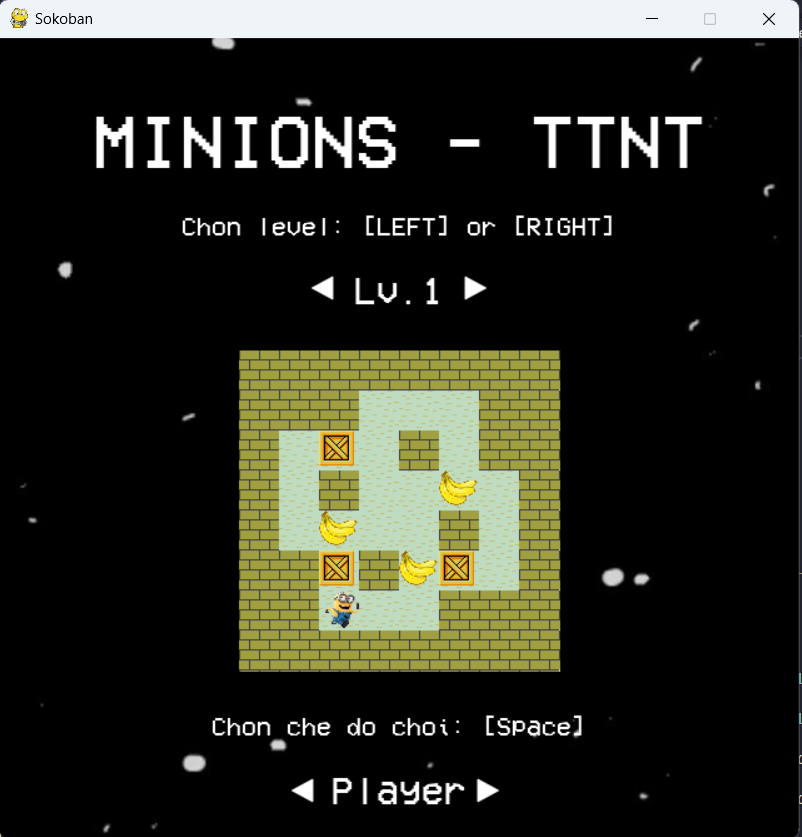 Sokoban
MINIONS - TTNT
Chon level: [LEFT] or [RIGHT]
◀ Lv.1 ▶
Chon che do choi: [Space]
◀ Player ▶